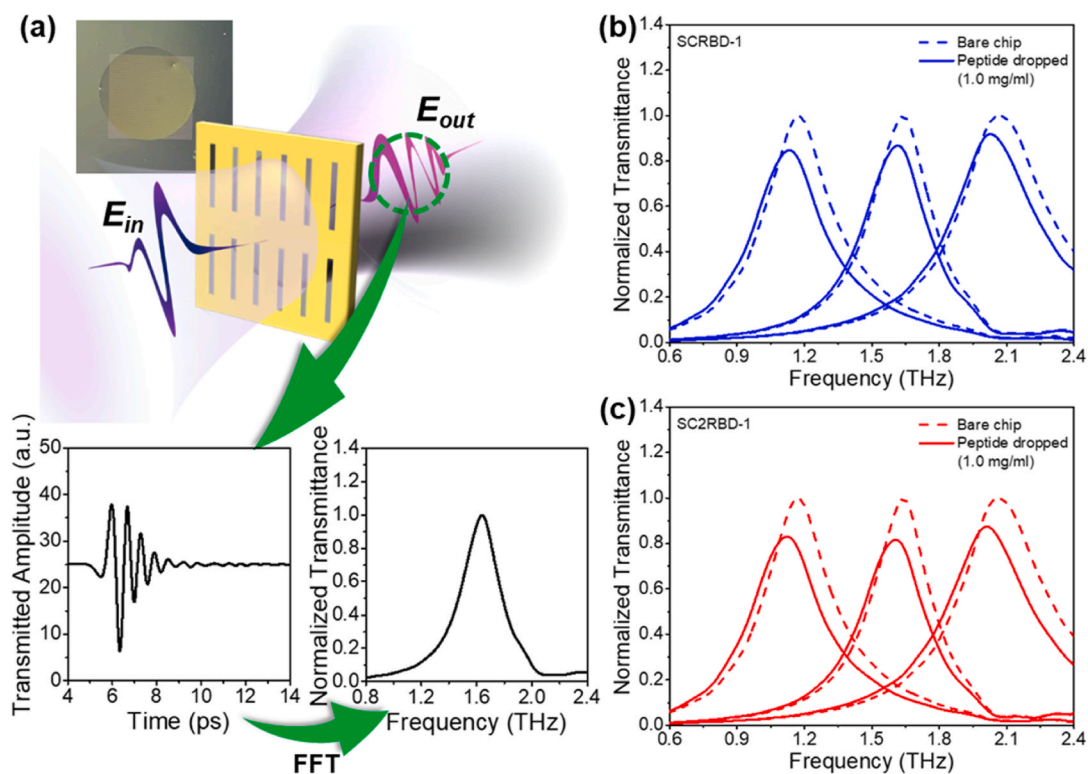 (a)
E_in
E_out
50
40
30
20
10
0
4 6 8 10 12 14
Transmitted Amplitude (a.u.)
Time (ps)
1.4
1.2
1.0
0.8
0.6
0.4
0.2
0.0
0.8 1.2 1.6 2.0 2.4
Normalized Transmittance
Frequency (THz)
FFT
(b)
SCRBD-1
Bare chip
Peptide dropped
(1.0 mg/ml)
1.4
1.2
1.0
0.8
0.6
0.4
0.2
0.0
0.6 0.9 1.2 1.5 1.8 2.1 2.4
Normalized Transmittance
Frequency (THz)
(c)
SC2RBD-1
Bare chip
Peptide dropped
(1.0 mg/ml)
1.4
1.2
1.0
0.8
0.6
0.4
0.2
0.0
0.6 0.9 1.2 1.5 1.8 2.1 2.4
Normalized Transmittance
Frequency (THz)